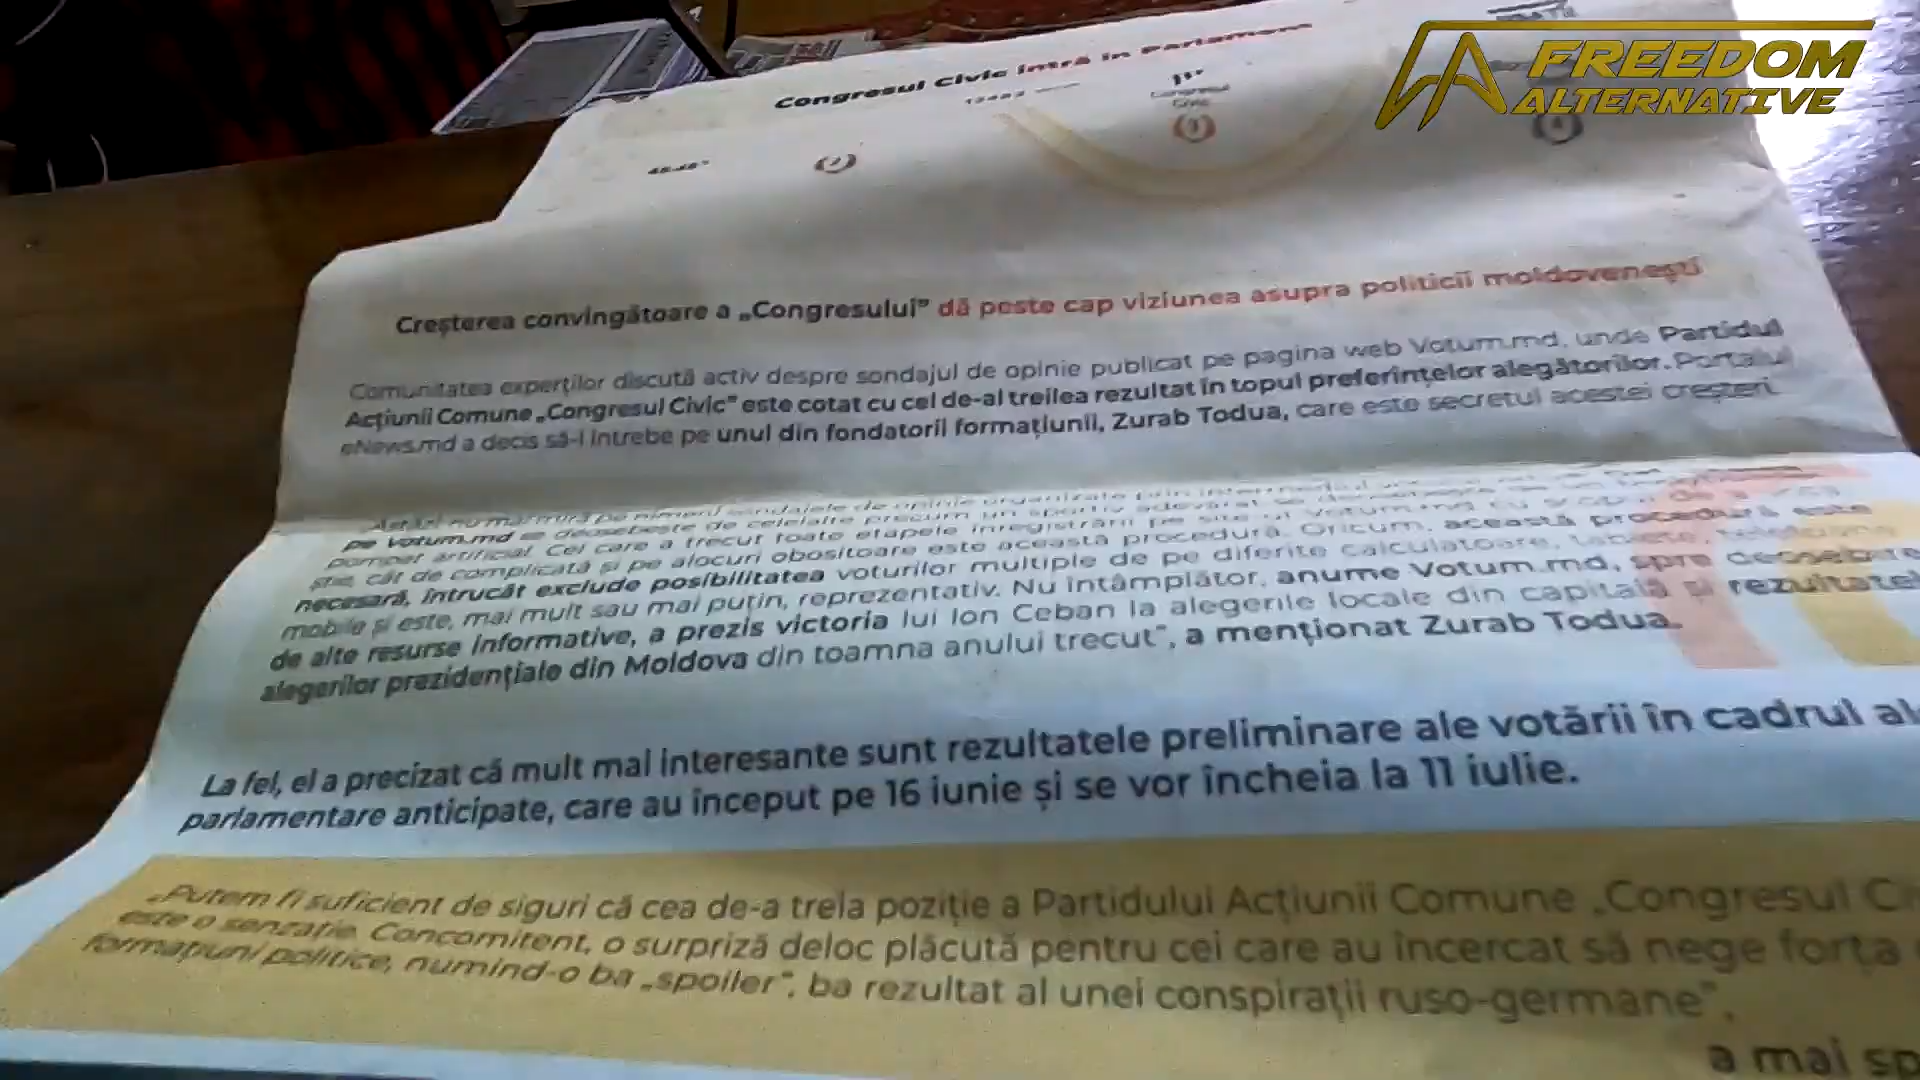 FREEDOM
ALTERNATIVE
Congresul Civic intră în Parlament
Congresul
Civic
Creșterea convingătoare a „Congresului” dă peste cap viziunea asupra politicii moldovenești
Comunitatea experților discută activ despre sondajul de opinie publicat pe pagina web Votum.md, unde Partidul
Acțiunii Comune „Congresul Civic” este cotat cu cel de-al treilea rezultat în topul preferințelor alegătorilor. Portalul
eNews.md a decis să-l întrebe pe unul din fondatorii formațiunii, Zurab Todua, care este secretul acestei creșteri.
„Astăzi nu mai miră pe nimeni sondajele de opinie organizate prin
pe Votum.md se deosebește de celelalte precum un sportiv adevărat se
pompat artificial. Cei care a trecut toate etapele înregistrării pe site-ul Votum.md
știe, cât de complicată și pe alocuri obositoare este această procedură. Oricum, această procedură este
necesară, întrucât exclude posibilitatea voturilor multiple de pe diferite calculatoare, tablete, telefoane
mobile și este, mai mult sau mai puțin, reprezentativ. Nu întâmplător, anume Votum.md, spre deosebire
de alte resurse informative, a prezis victoria lui Ion Ceban la alegerile locale din capitală și rezultatele
alegerilor prezidențiale din Moldova din toamna anului trecut”, a menționat Zurab Todua.
La fel, el a precizat că mult mai interesante sunt rezultatele preliminare ale votării în cadrul al
parlamentare anticipate, care au început pe 16 iunie și se vor încheia la 11 iulie.
„Putem fi suficient de siguri că cea de-a treia poziție a Partidului Acțiunii Comune „Congresul Ci
este o senzație. Concomitent, o surpriză deloc plăcută pentru cei care au încercat să nege forța
formațiuni politice, numind-o ba „spoiler”, ba rezultat al unei conspirații ruso-germane”,
a mai sp